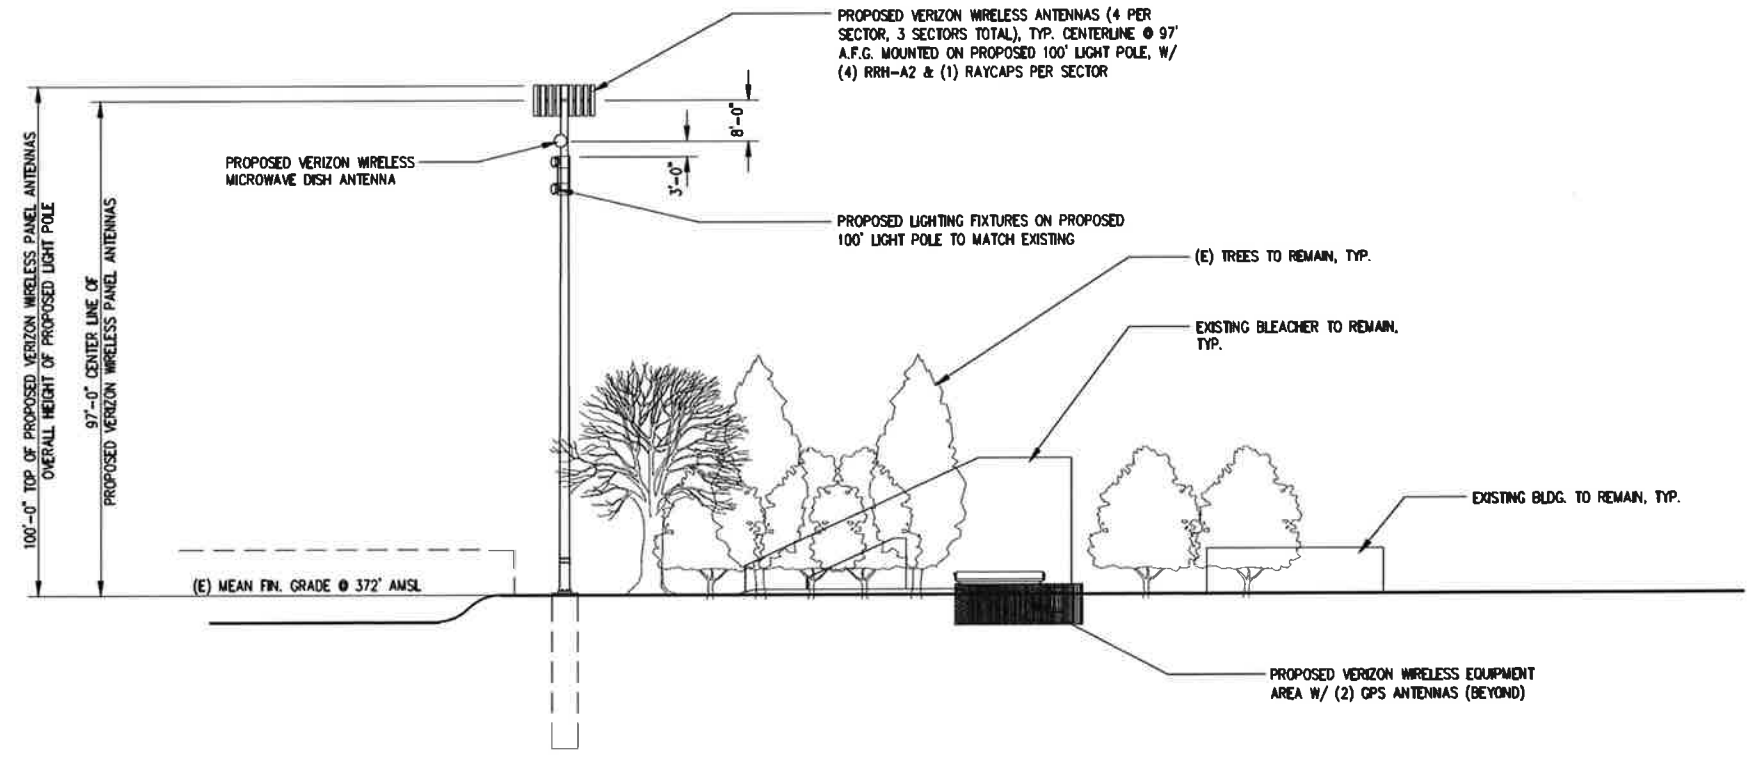 PROPOSED VERIZON WIRELESS ANTENNAS (4 PER
SECTOR, 3 SECTORS TOTAL), TYP. CENTERLINE @ 97'
A.F.G. MOUNTED ON PROPOSED 100' LIGHT POLE, W/
(4) RRH-A2 & (1) RAYCAPS PER SECTOR
8'-0"
3'-0"
PROPOSED VERIZON WIRELESS
MICROWAVE DISH ANTENNA
PROPOSED LIGHTING FIXTURES ON PROPOSED
100' LIGHT POLE TO MATCH EXISTING
(E) TREES TO REMAIN, TYP.
EXISTING BLEACHER TO REMAIN,
TYP.
EXISTING BLDG. TO REMAIN, TYP.
100'-0" TOP OF PROPOSED VERIZON WIRELESS PANEL ANTENNAS
OVERALL HEIGHT OF PROPOSED LIGHT POLE
97'-0" CENTER LINE OF
PROPOSED VERIZON WIRELESS PANEL ANTENNAS
(E) MEAN FIN. GRADE @ 372' AMSL
PROPOSED VERIZON WIRELESS EQUIPMENT
AREA W/ (2) GPS ANTENNAS (BEYOND)